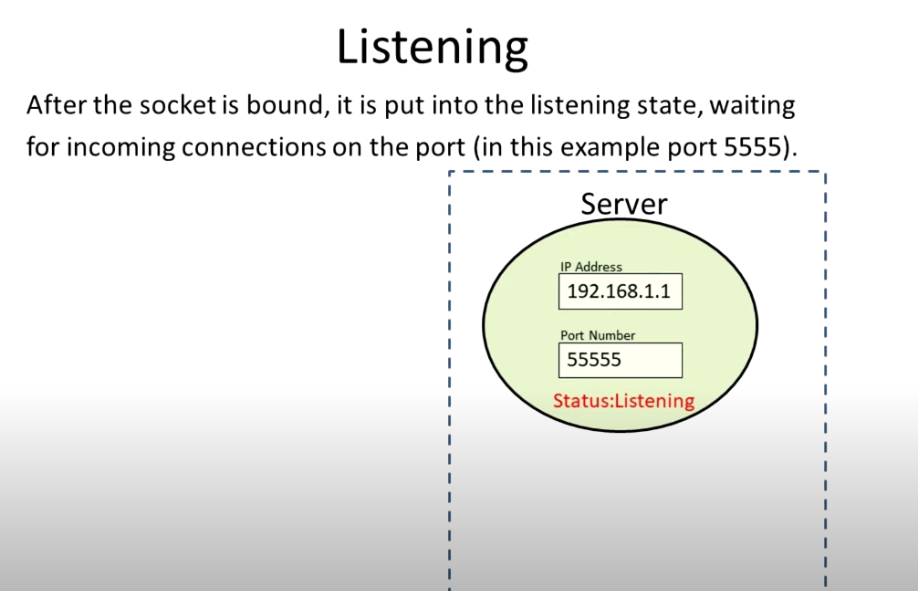 Listening
After the socket is bound, it is put into the listening state, waiting
for incoming connections on the port (in this example port 5555).
Server
IP Address
192.168.1.1
Port Number
55555
Status:Listening